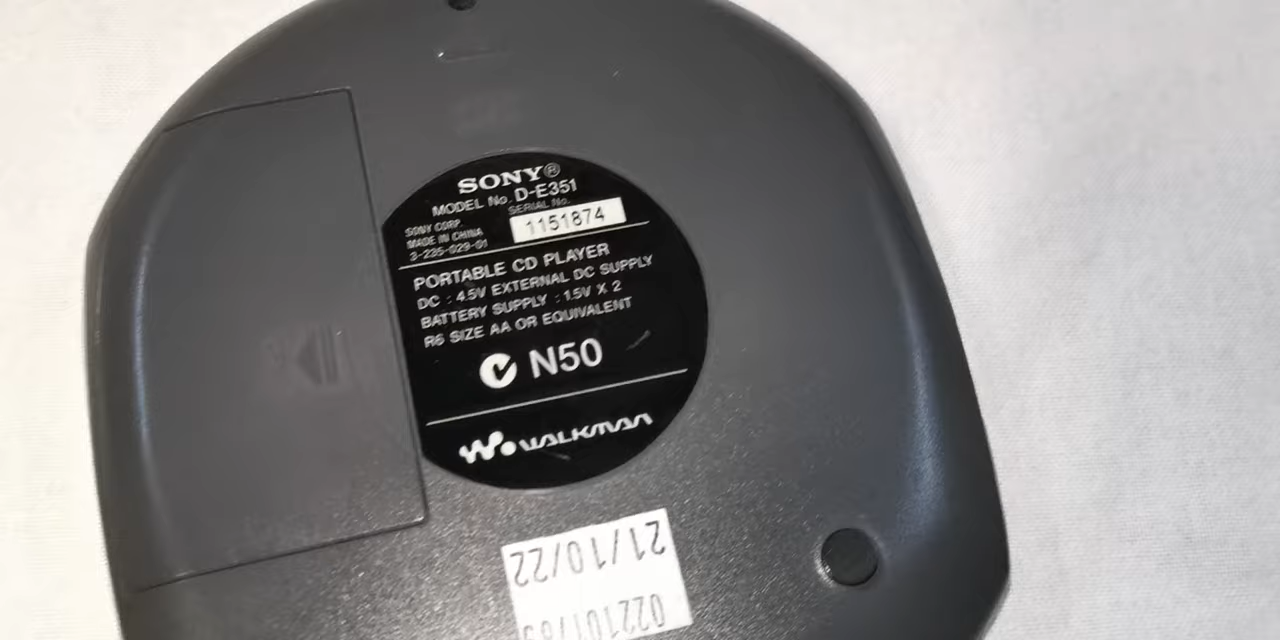 SONY®
MODEL No. D-E351
SERIAL No.
1151874
SONY CORP.
MADE IN CHINA
3-235-029-01
PORTABLE CD PLAYER
DC : 4.5V EXTERNAL DC SUPPLY
BATTERY SUPPLY : 1.5V X 2
R6 SIZE AA OR EQUIVALENT
N50
W. WALKMAN
21/10/22